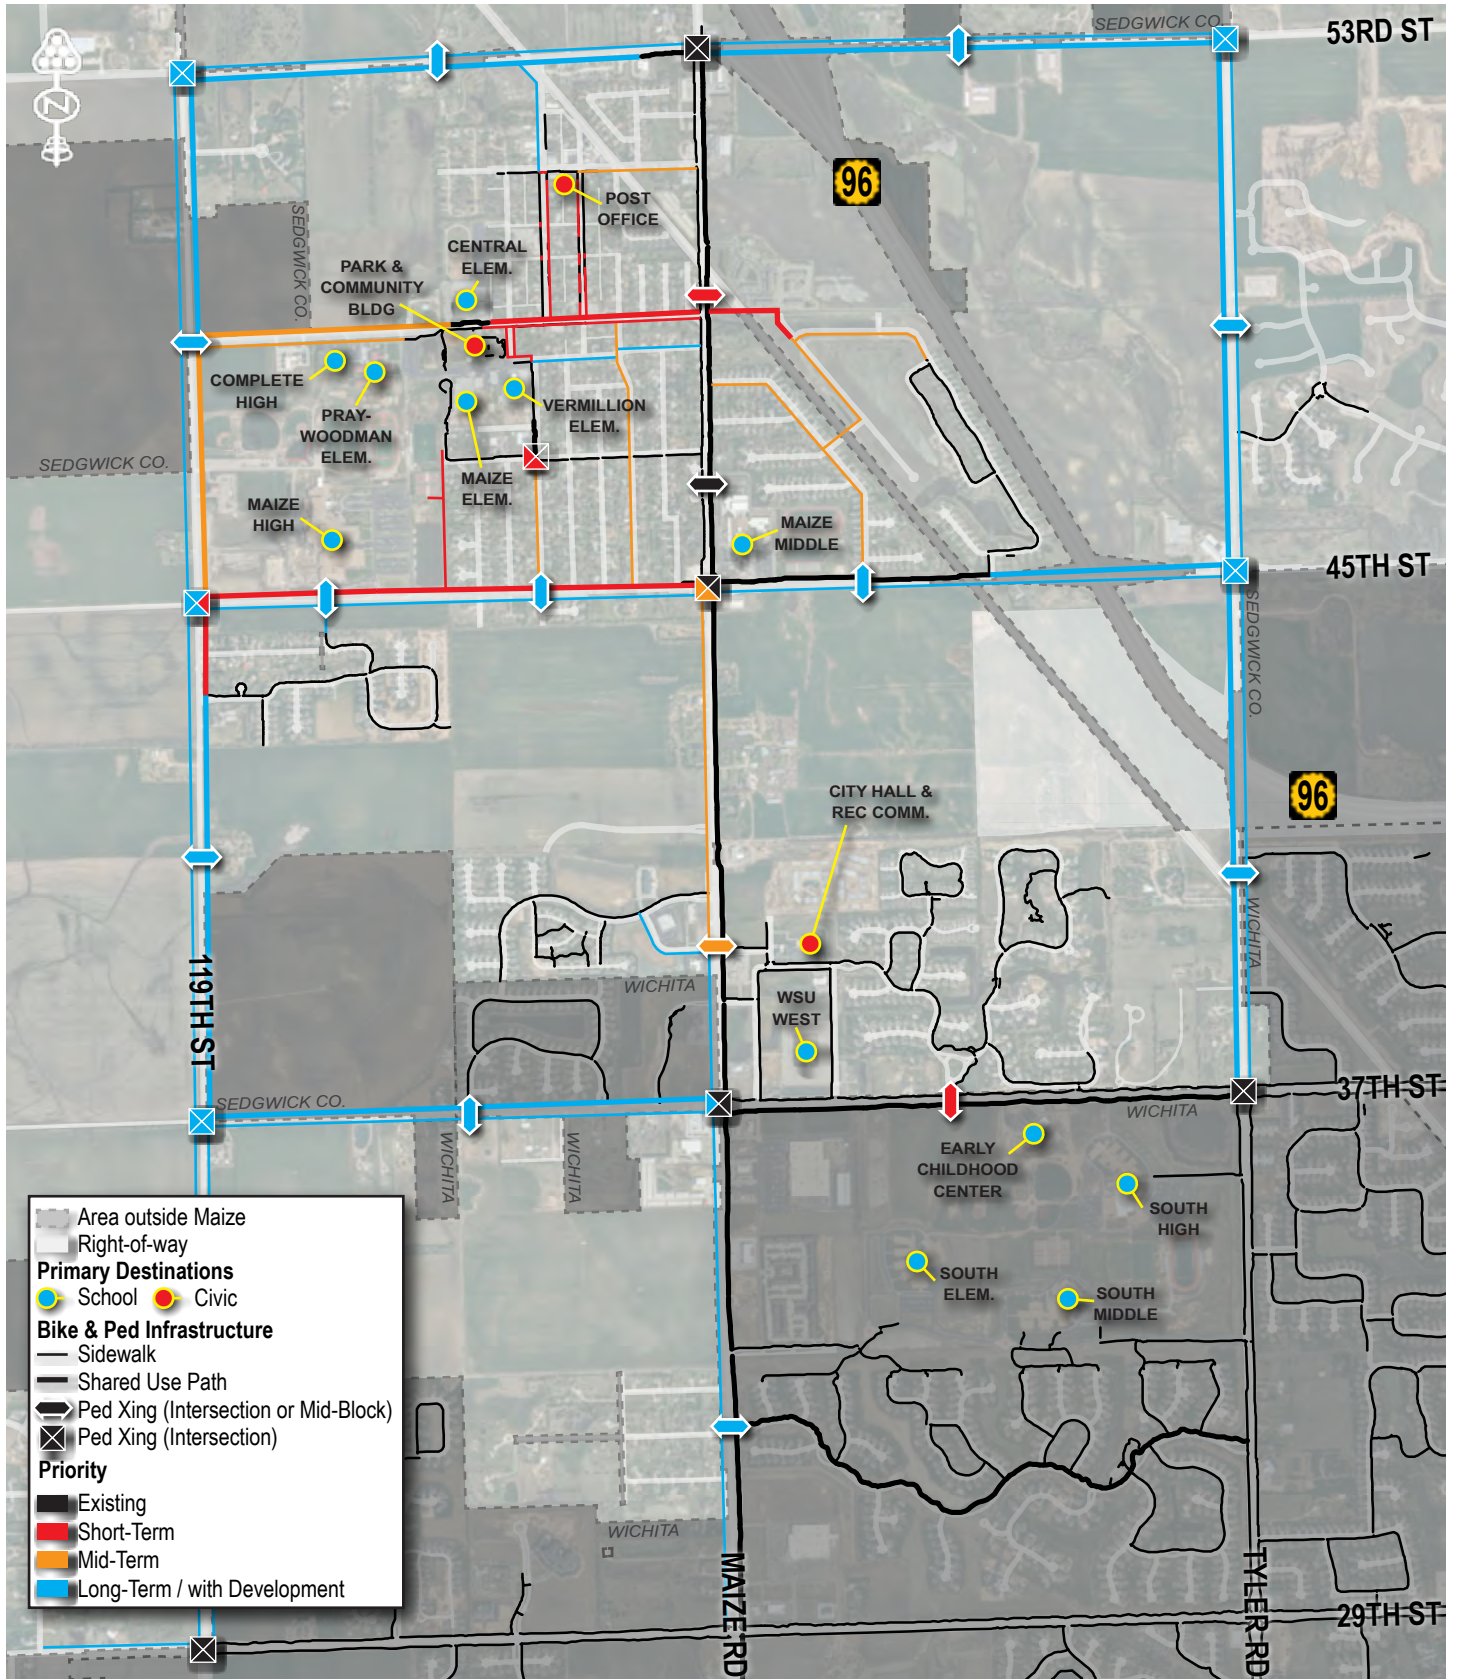 SEDGWICK CO.
53RD ST
N
96
POST
OFFICE
SEDGWICK CO.
CENTRAL
ELEM.
PARK &
COMMUNITY
BLDG
COMPLETE
HIGH
PRAY-
WOODMAN
ELEM.
VERMILLION
ELEM.
SEDGWICK CO.
MAIZE
ELEM.
MAIZE
HIGH
MAIZE
MIDDLE
45TH ST
SEDGWICK CO.
96
CITY HALL &
REC COMM.
WICHITA
119TH ST
WICHITA
WSU
WEST
SEDGWICK CO.
37TH ST
WICHITA
WICHITA
WICHITA
EARLY
CHILDHOOD
CENTER
SOUTH
HIGH
SOUTH
ELEM.
SOUTH
MIDDLE
WICHITA
MAIZE RD
TYLER RD
29TH ST
Area outside Maize
Right-of-way
Primary Destinations
School
Civic
Bike & Ped Infrastructure
Sidewalk
Shared Use Path
Ped Xing (Intersection or Mid-Block)
Ped Xing (Intersection)
Priority
Existing
Short-Term
Mid-Term
Long-Term / with Development